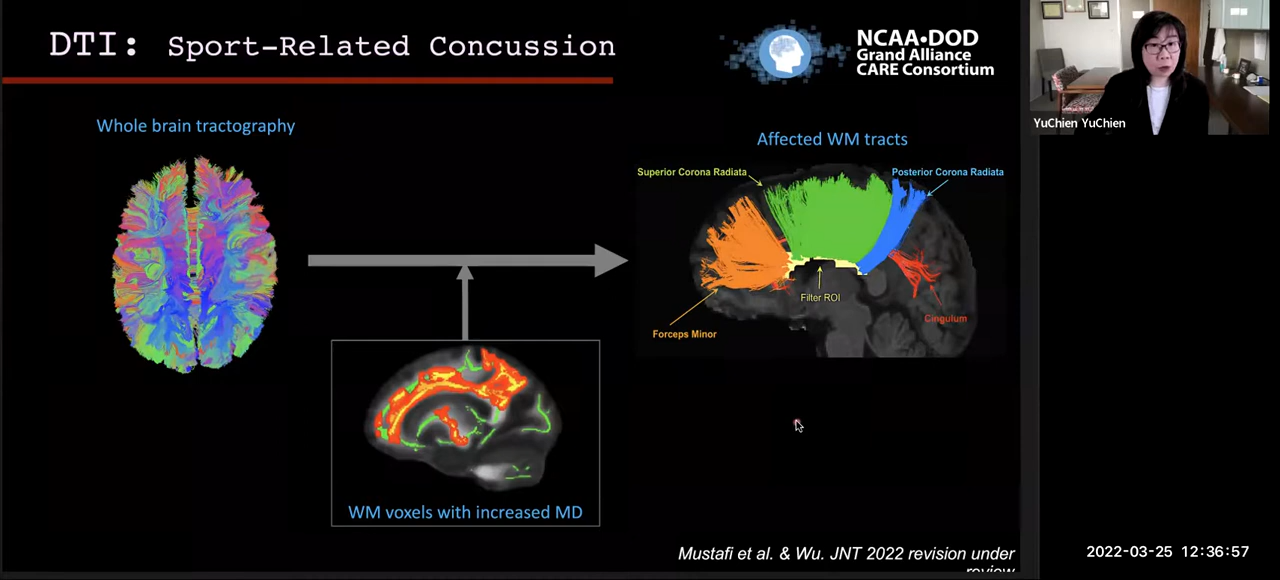 DTI: Sport-Related Concussion
NCAA•DOD
Grand Alliance
CARE Consortium
YuChien YuChien
Whole brain tractography
Affected WM tracts
Superior Corona Radiata
Posterior Corona Radiata
Filter ROI
Cingulum
Forceps Minor
WM voxels with increased MD
Mustafi et al. & Wu. JNT 2022 revision under
review
2022-03-25 12:36:57